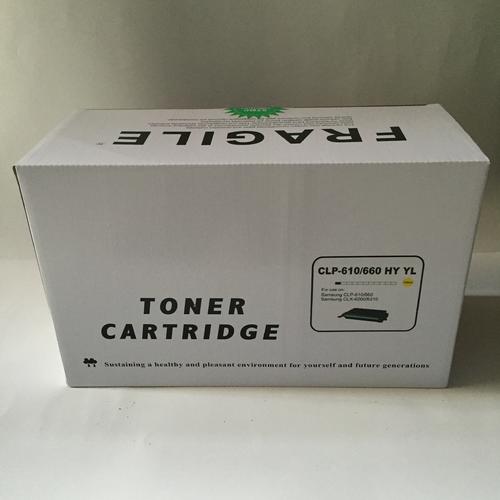 FRAGILE
CLP-610/660 HY YL
For use on:
Samsung CLP-610/660
Samsung CLX-6200/6210
TONER
CARTRIDGE
Sustaining a healthy and pleasant environment for yourself and future generations